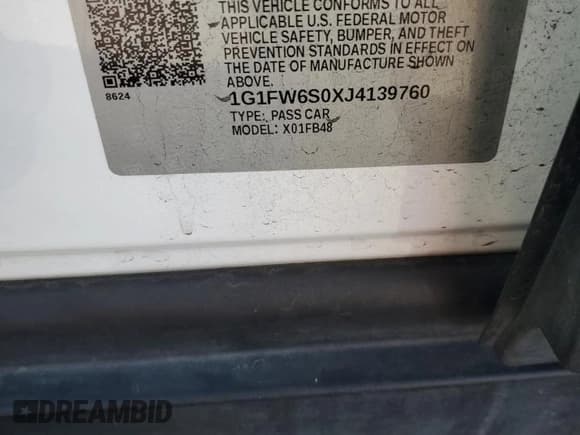 THIS VEHICLE CONFORMS TO ALL
APPLICABLE U.S. FEDERAL MOTOR
VEHICLE SAFETY, BUMPER, AND THEFT
PREVENTION STANDARDS IN EFFECT ON
THE DATE OF MANUFACTURE SHOWN
ABOVE.
8624
1G1FW6S0XJ4139760
TYPE: PASS CAR
MODEL: X01FB48
DREAMBID